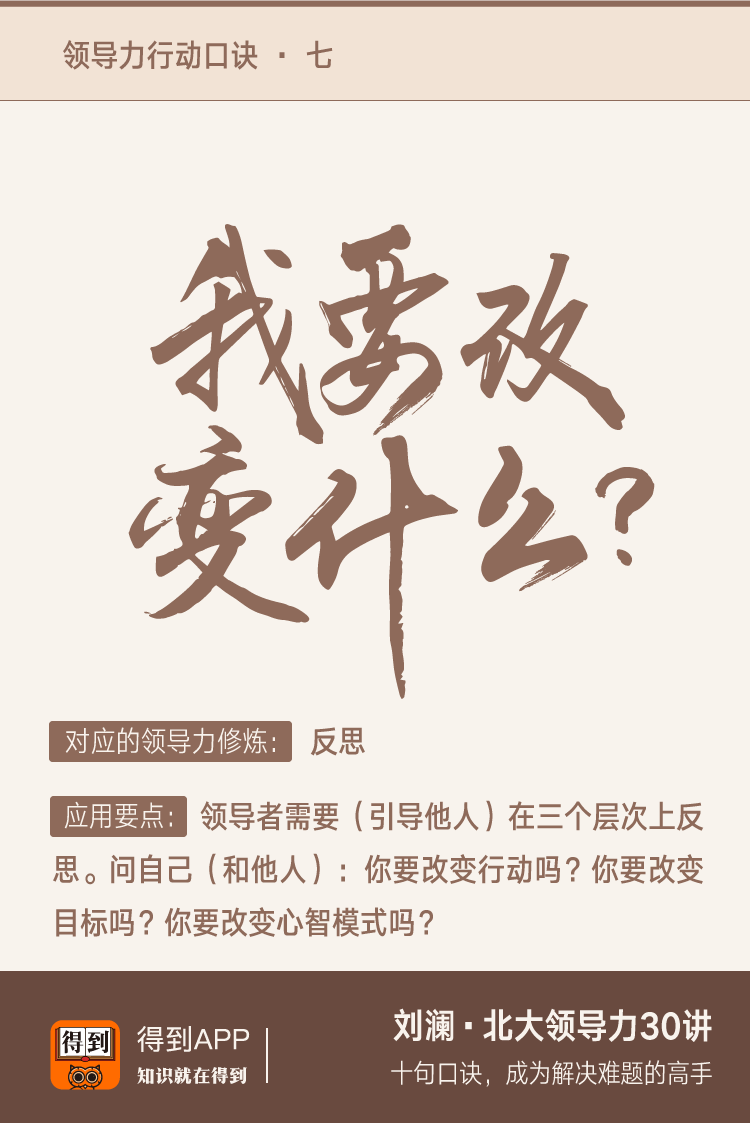 领导力行动口诀 · 七
我要改
变什么?
对应的领导力修炼: 反思
应用要点: 领导者需要(引导他人)在三个层次上反
思。问自己(和他人): 你要改变行动吗? 你要改变
目标吗? 你要改变心智模式吗?
得到
得到APP
知识就在得到
刘澜·北大领导力30讲
十句口诀,成为解决难题的高手